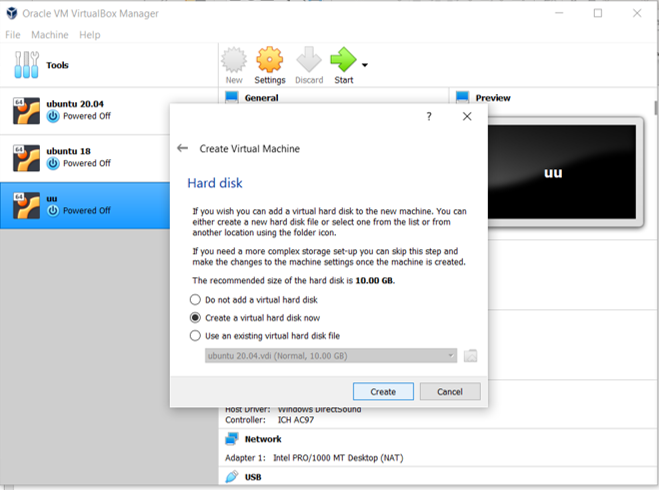 Oracle VM VirtualBox Manager
File Machine Help
Tools
New Settings Discard Start
64 ubuntu 20.04
Powered Off
64 ubuntu 18
Powered Off
64 uu
Powered Off
General
Preview
uu
?
Create Virtual Machine
Hard disk
If you wish you can add a virtual hard disk to the new machine. You can
either create a new hard disk file or select one from the list or from
another location using the folder icon.
If you need a more complex storage set-up you can skip this step and
make the changes to the machine settings once the machine is created.
The recommended size of the hard disk is 10.00 GB.
Do not add a virtual hard disk
Create a virtual hard disk now
Use an existing virtual hard disk file
ubuntu 20.04.vdi (Normal, 10.00 GB)
Create Cancel
Host Driver: Windows DirectSound
Controller: ICH AC97
Network
Adapter 1: Intel PRO/1000 MT Desktop (NAT)
USB